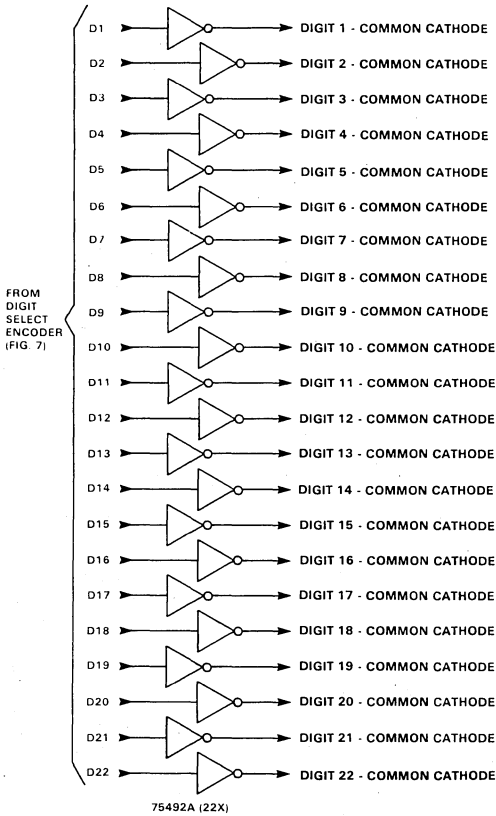 D1 DIGIT 1 - COMMON CATHODE
D2 DIGIT 2 - COMMON CATHODE
D3 DIGIT 3 - COMMON CATHODE
D4 DIGIT 4 - COMMON CATHODE
D5 DIGIT 5 - COMMON CATHODE
D6 DIGIT 6 - COMMON CATHODE
D7 DIGIT 7 - COMMON CATHODE
D8 DIGIT 8 - COMMON CATHODE
FROM
DIGIT
SELECT
ENCODER
(FIG. 7)
D9 DIGIT 9 - COMMON CATHODE
D10 DIGIT 10 - COMMON CATHODE
D11 DIGIT 11 - COMMON CATHODE
D12 DIGIT 12 - COMMON CATHODE
D13 DIGIT 13 - COMMON CATHODE
D14 DIGIT 14 - COMMON CATHODE
D15 DIGIT 15 - COMMON CATHODE
D16 DIGIT 16 - COMMON CATHODE
D17 DIGIT 17 - COMMON CATHODE
D18 DIGIT 18 - COMMON CATHODE
D19 DIGIT 19 - COMMON CATHODE
D20 DIGIT 20 - COMMON CATHODE
D21 DIGIT 21 - COMMON CATHODE
D22 DIGIT 22 - COMMON CATHODE
75492A (22X)